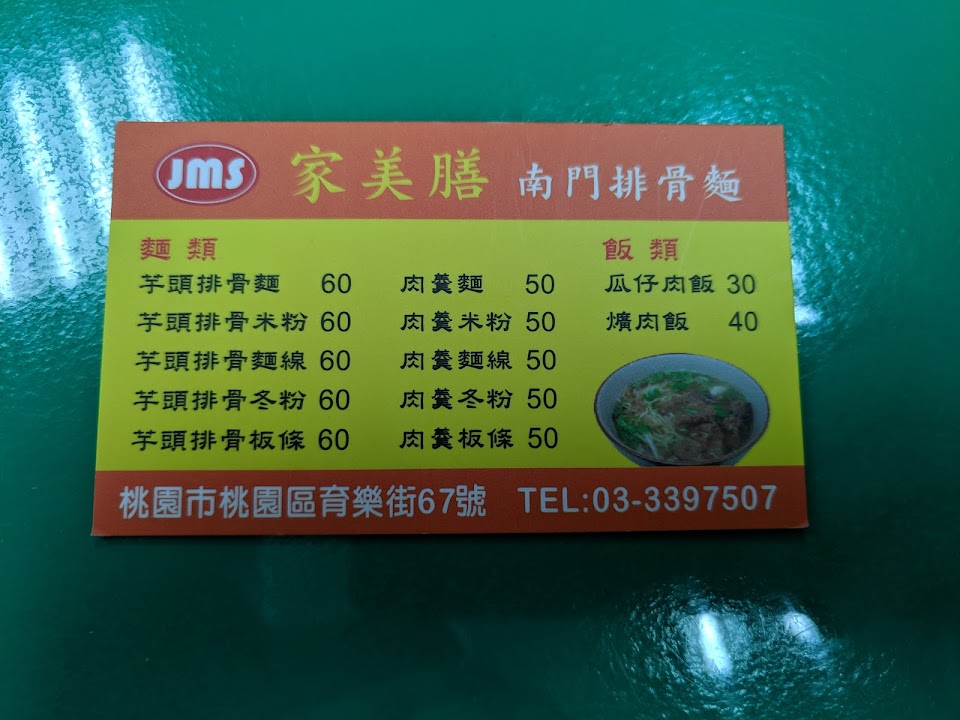 JMS 家美膳 南門排骨麵
麵類 飯類
芋頭排骨麵 60 肉羹麵 50 瓜仔肉飯 30
芋頭排骨米粉 60 肉羹米粉 50 爌肉飯 40
芋頭排骨麵線 60 肉羹麵線 50
芋頭排骨冬粉 60 肉羹冬粉 50
芋頭排骨板條 60 肉羹板條 50
桃園市桃園區育樂街67號 TEL:03-3397507